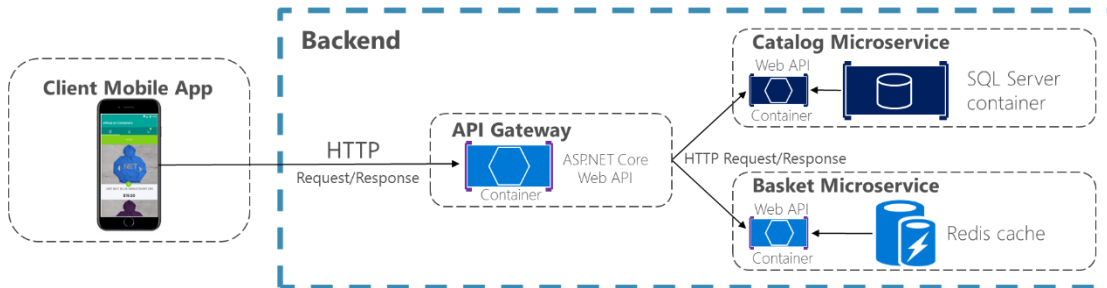 Backend
Client Mobile App
.NET
HTTP
Request/Response
API Gateway
ASP.NET Core
Web API
Container
HTTP Request/Response
Catalog Microservice
Web API
Container
SQL Server
container
Basket Microservice
Web API
Container
Redis cache